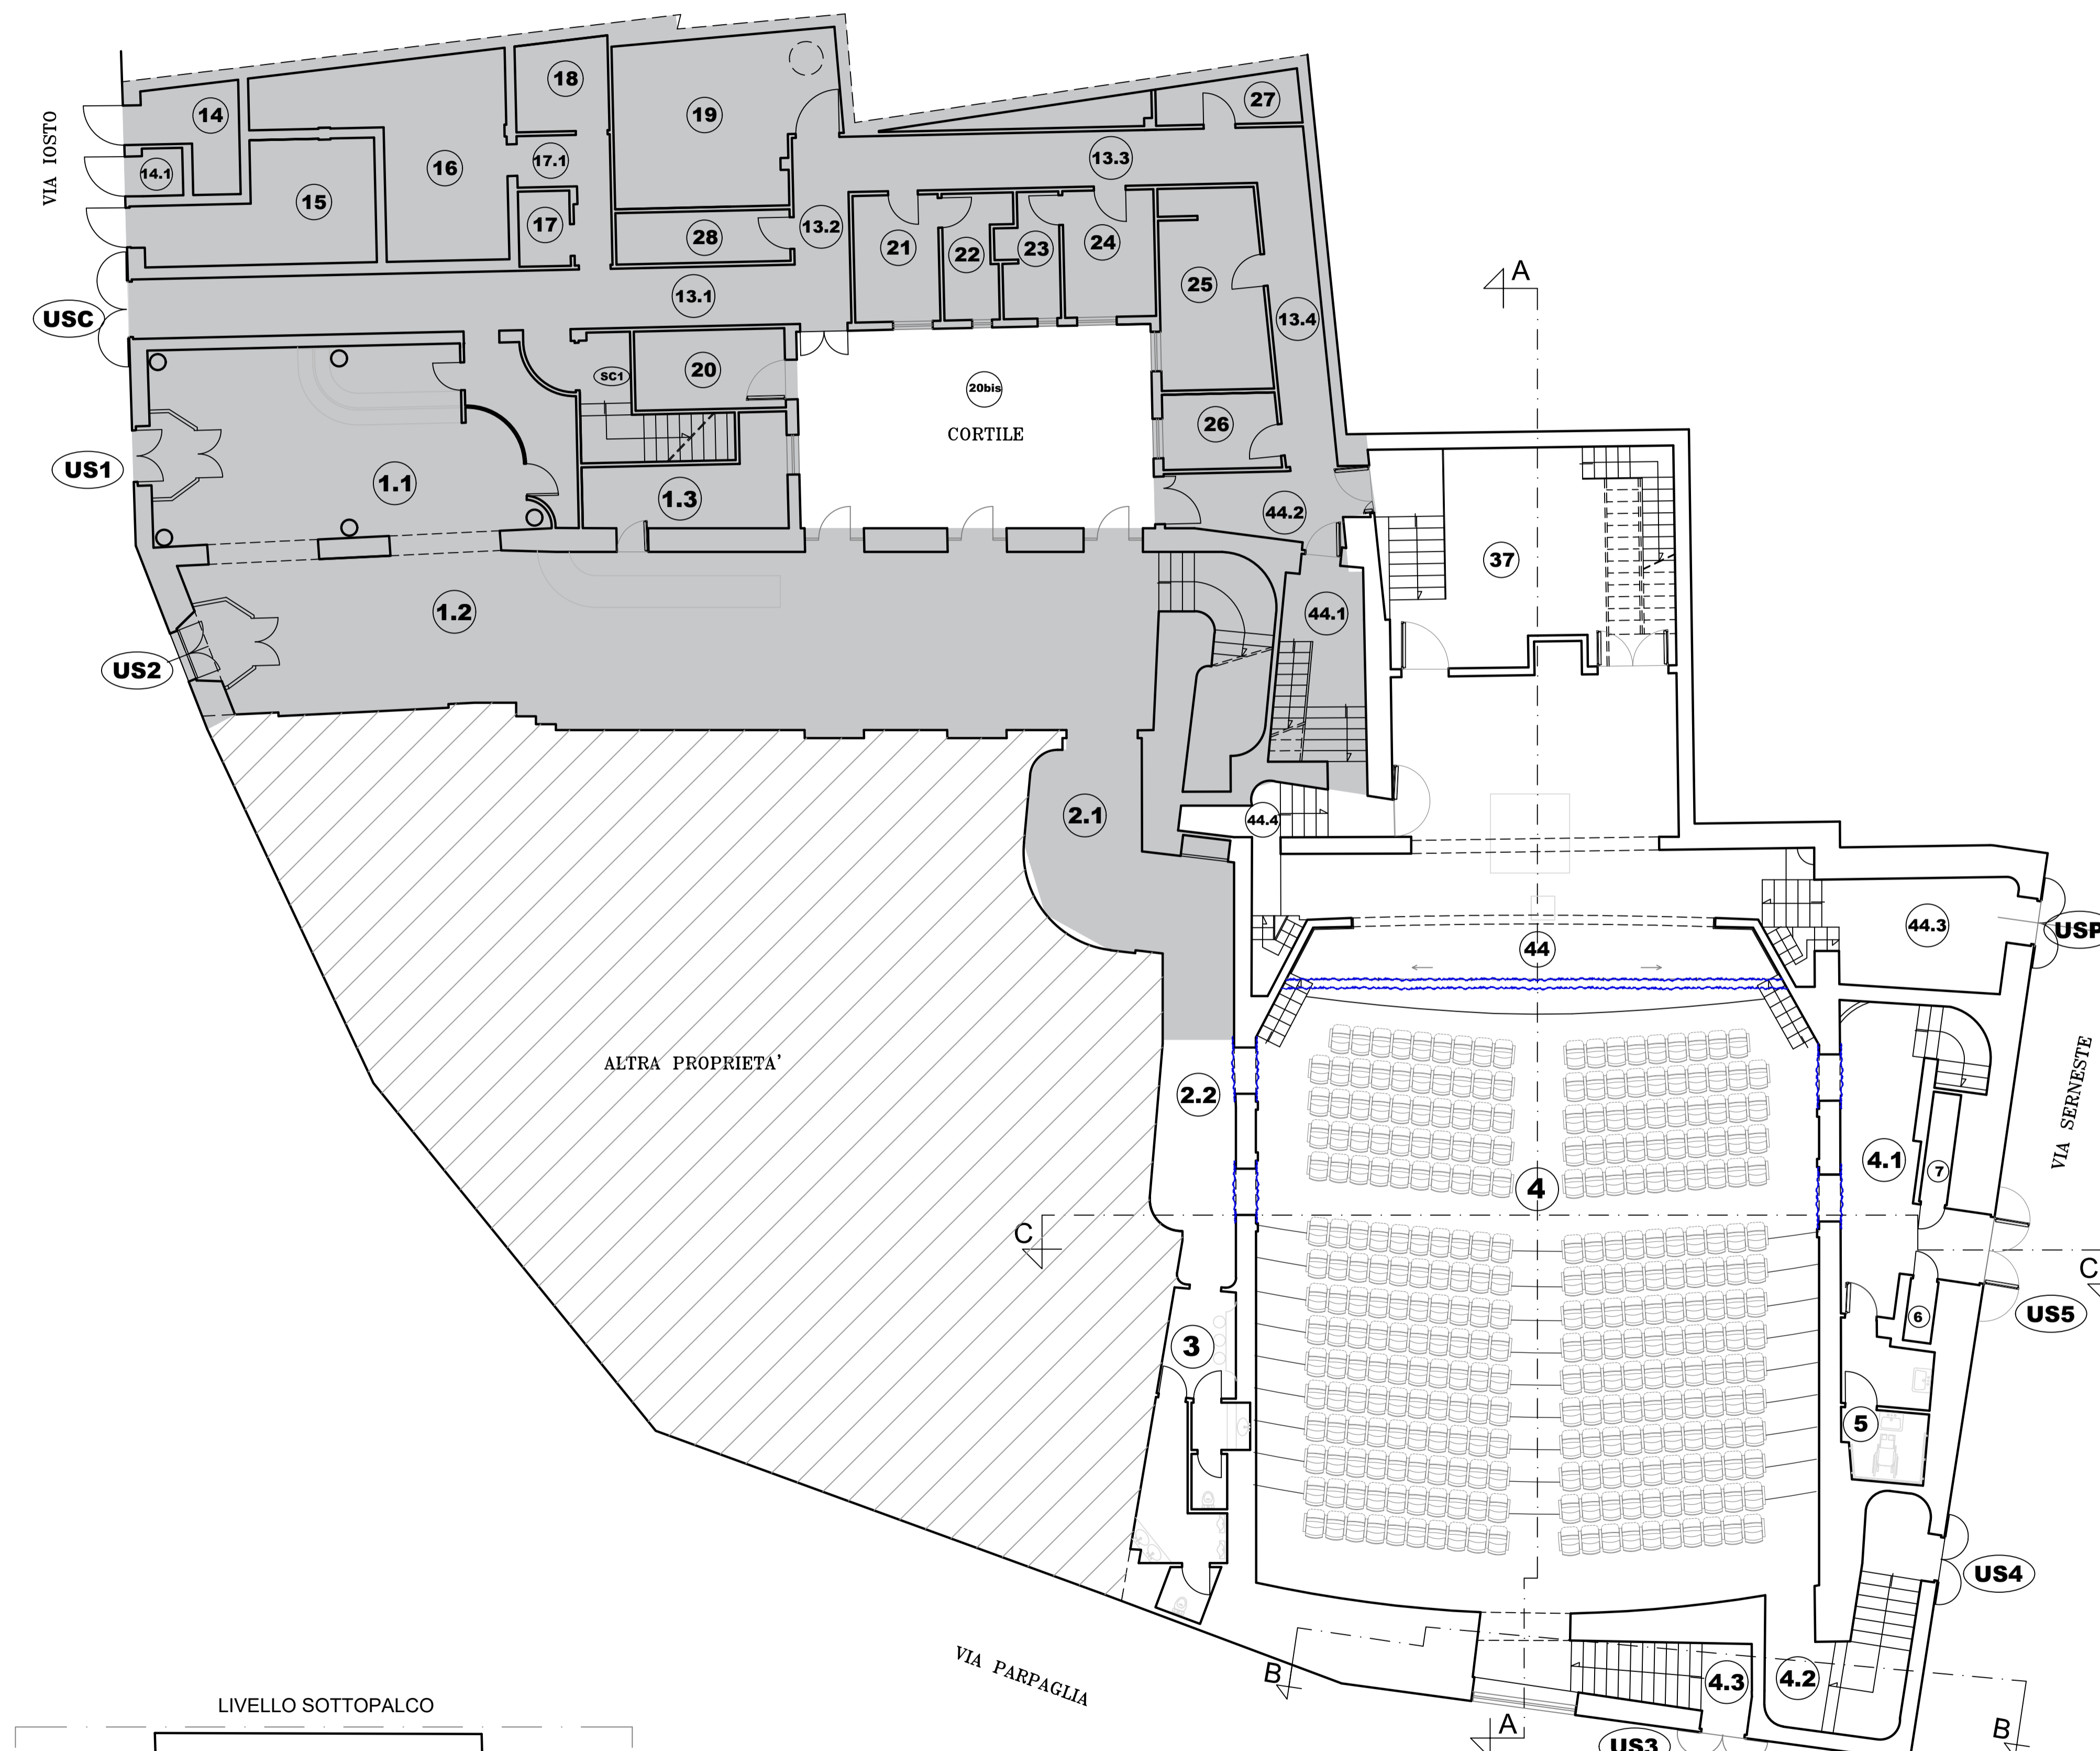 18
27
14
19
VIA IOSTO
13.3
17.1
16
14.1
15
17
13.2
28
21
22
23
24
25
A
13.1
USC
13.4
20
SC1
20bis
CORTILE
26
US1
1.1
1.3
44.2
37
1.2
44.1
US2
2.1
44.4
44.3
USP
44
ALTRA PROPRIETA'
2.2
VIA SERNESTE
4.1
7
4
C
C
3
6
US5
5
US4
VIA PARPAGLIA
B
4.3
4.2
LIVELLO SOTTOPALCO
A
B
US3